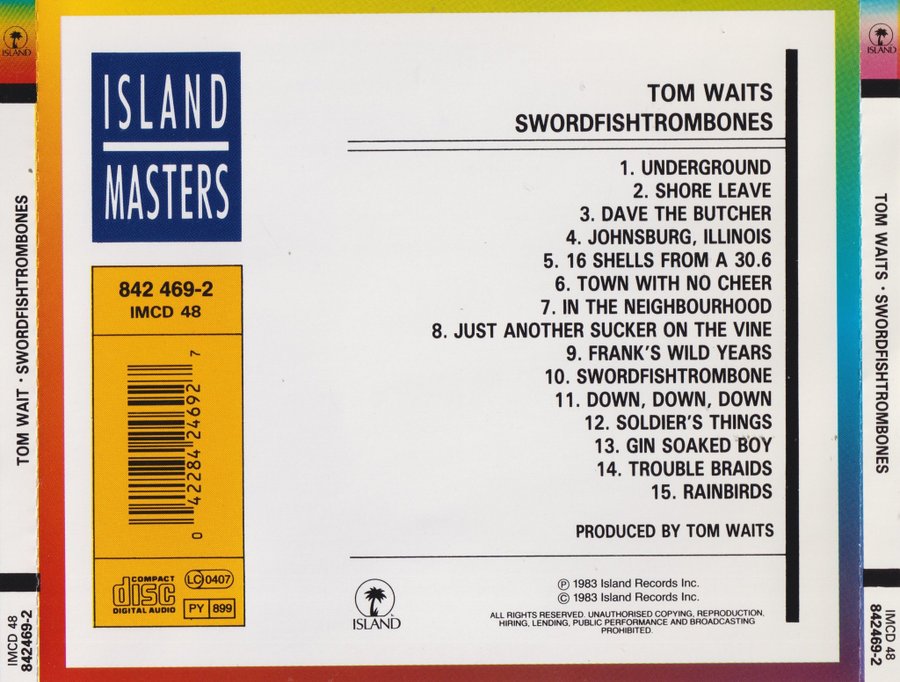 ISLAND
ISLAND
MASTERS
842 469-2
IMCD 48
0 42284 24692 7
COMPACT
disc
DIGITAL AUDIO
LC 0407
PY 899
TOM WAITS
SWORDFISHTROMBONES
1. UNDERGROUND
2. SHORE LEAVE
3. DAVE THE BUTCHER
4. JOHNSBURG, ILLINOIS
5. 16 SHELLS FROM A 30.6
6. TOWN WITH NO CHEER
7. IN THE NEIGHBOURHOOD
8. JUST ANOTHER SUCKER ON THE VINE
9. FRANK'S WILD YEARS
10. SWORDFISHTROMBONE
11. DOWN, DOWN, DOWN
12. SOLDIER'S THINGS
13. GIN SOAKED BOY
14. TROUBLE BRAIDS
15. RAINBIRDS
PRODUCED BY TOM WAITS
ISLAND
℗ 1983 Island Records Inc.
© 1983 Island Records Inc.
ALL RIGHTS RESERVED. UNAUTHORISED COPYING, REPRODUCTION,
HIRING, LENDING, PUBLIC PERFORMANCE AND BROADCASTING
PROHIBITED.
TOM WAIT · SWORDFISHTROMBONES
IMCD 48
842469-2
ISLAND
TOM WAITS · SWORDFISHTROMBONES
IMCD 48
842469-2